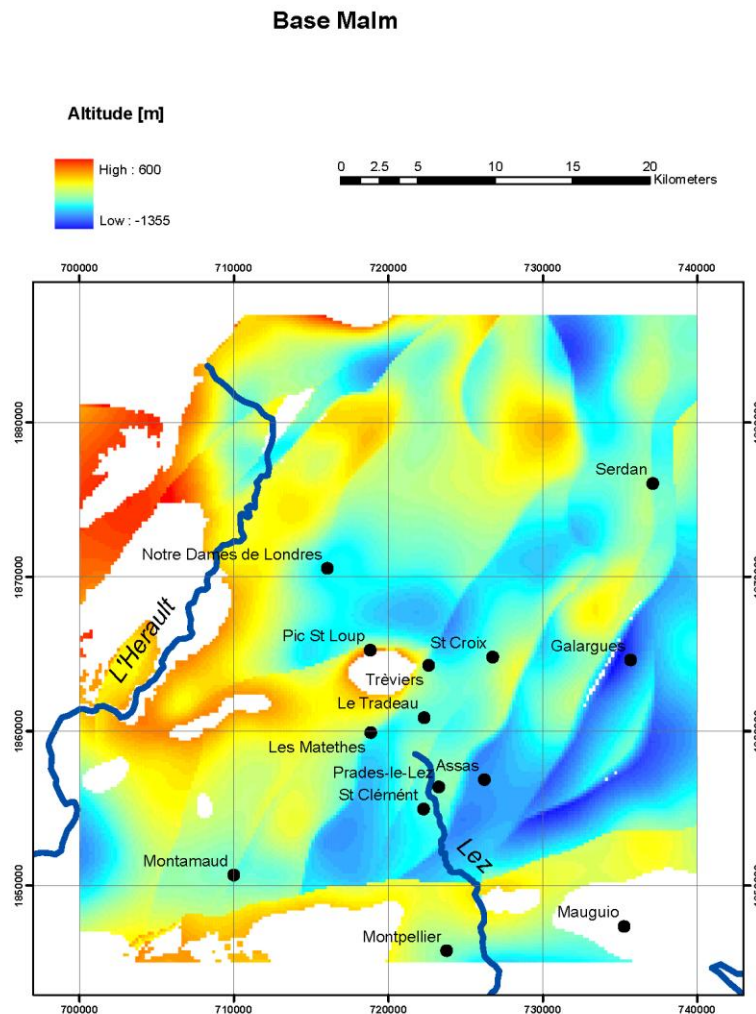 Base Malm
Altitude [m]
High : 600
Low : -1355
0 2.5 5 10 15 20
Kilometers
700000 710000 720000 730000 740000
1880000
Serdan
Notre Dames de Londres
1870000
L'Herault
Pic St Loup
St Croix
Galargues
Trèviers
Le Tradeau
1860000
Les Matethes
Prades-le-Lez
Assas
St Clémént
Lez
Montarnaud
1850000
Mauguio
Montpellier
700000 710000 720000 730000 740000